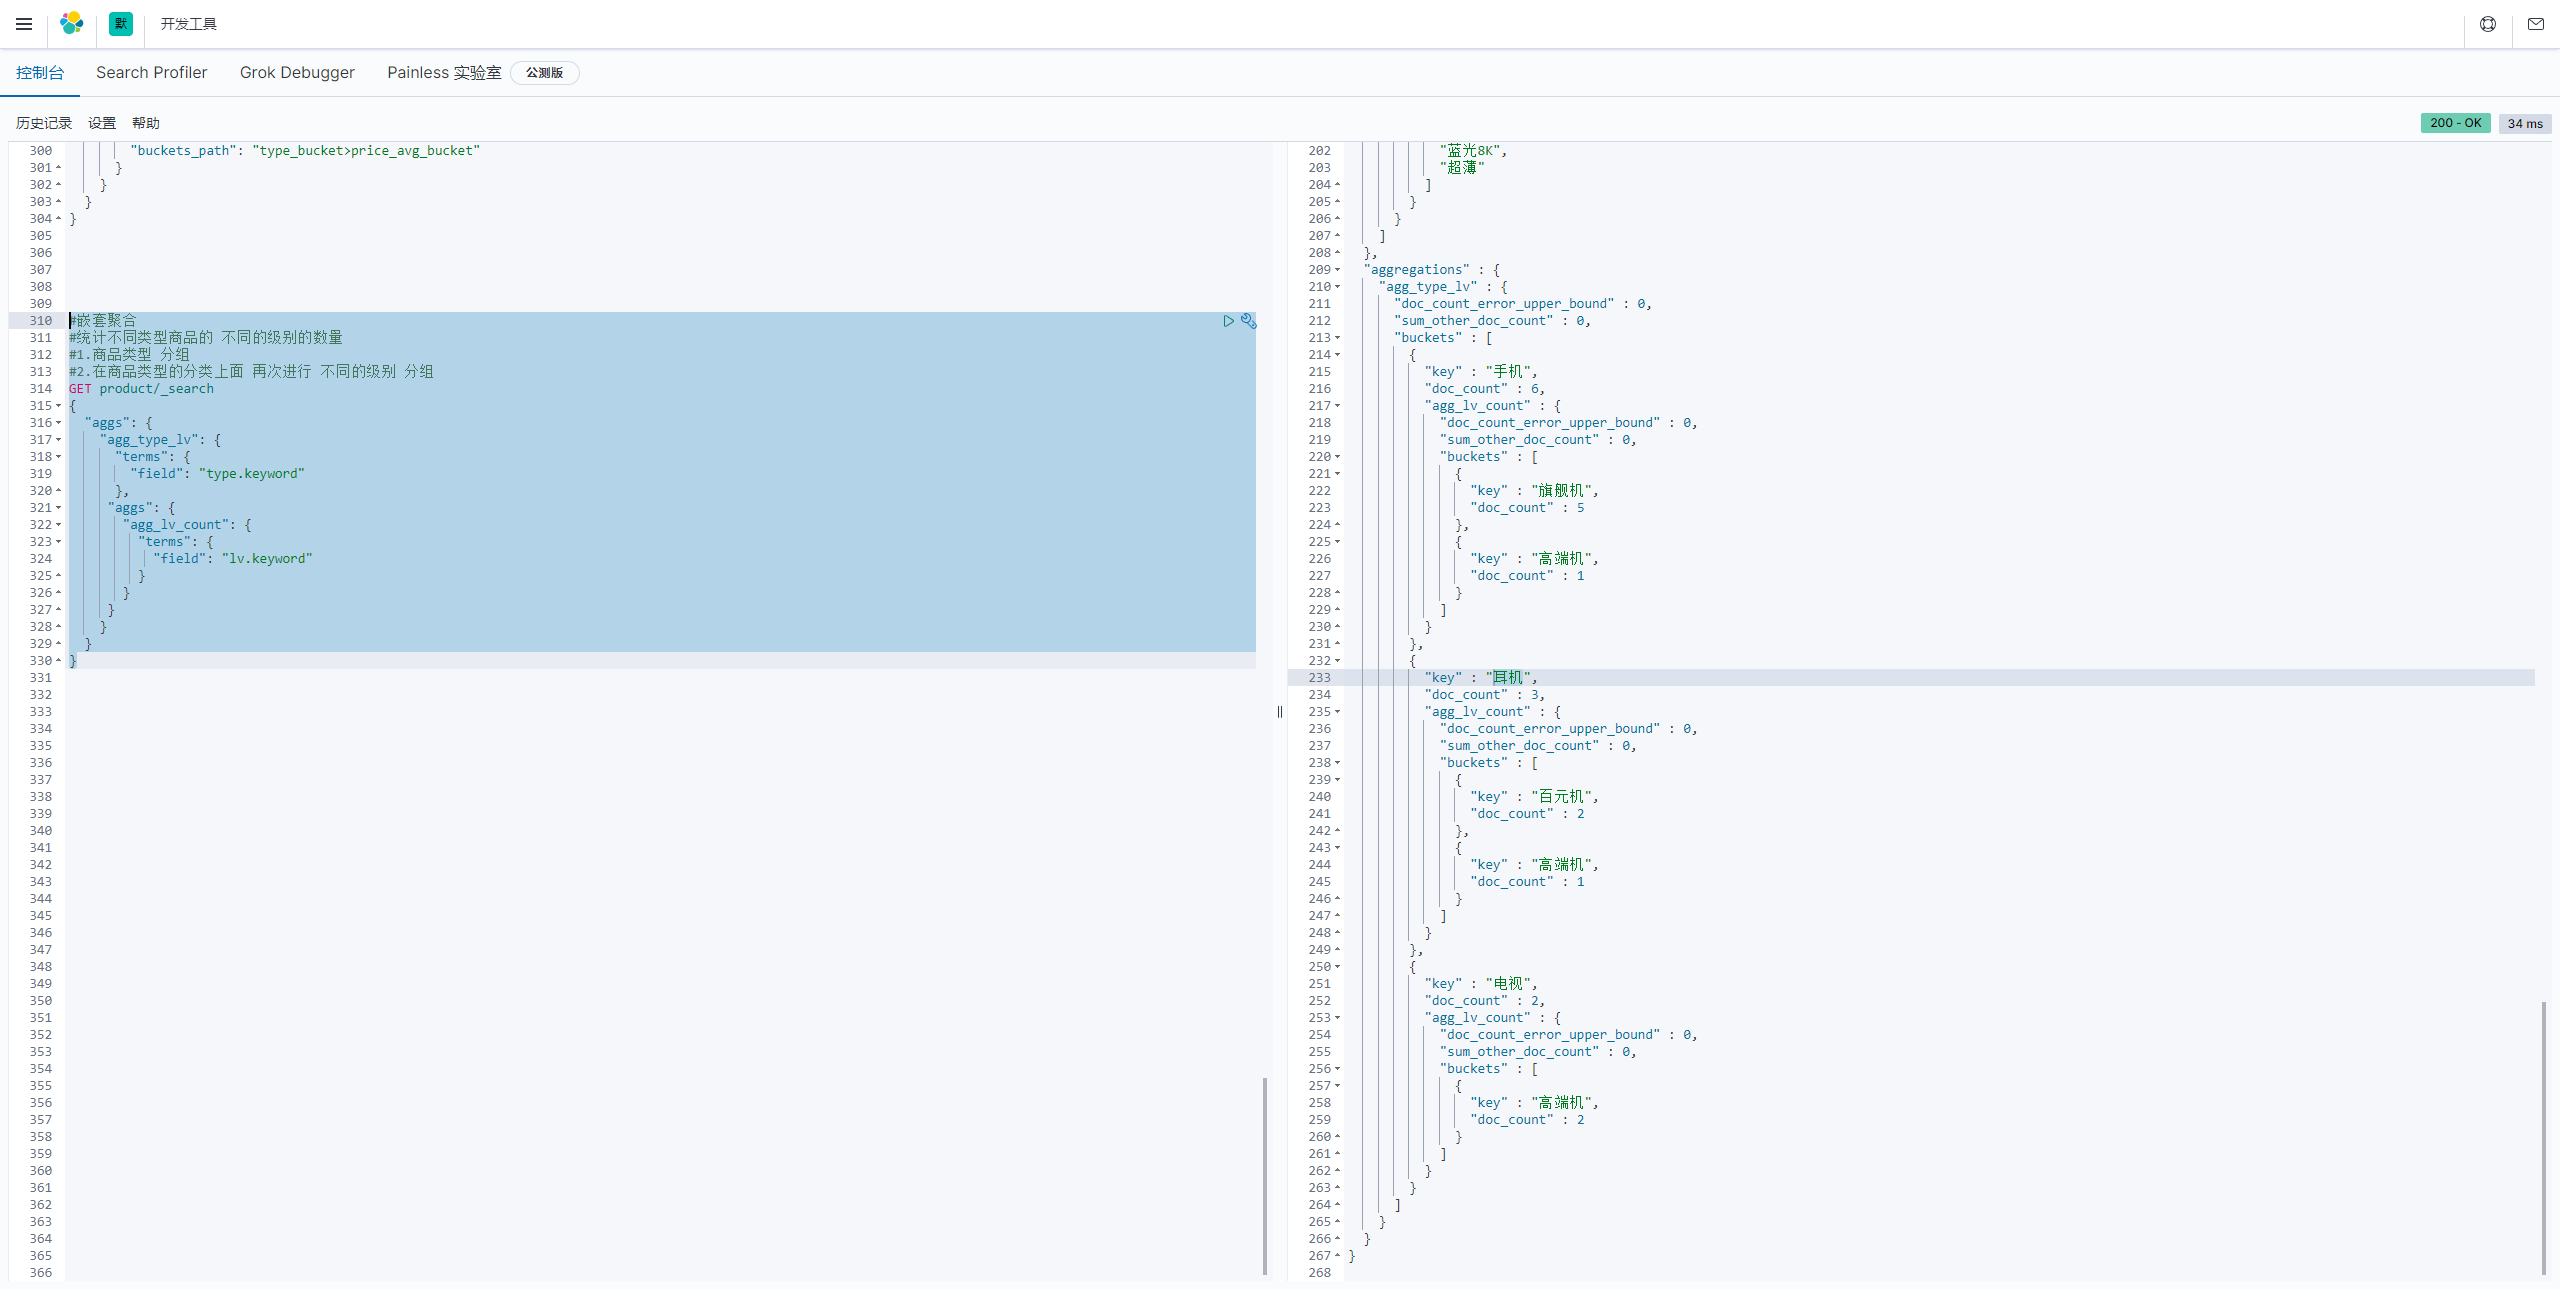 默 开发工具
控制台 Search Profiler Grok Debugger Painless 实验室 公测版
历史记录 设置 帮助
200 - OK 34 ms
300 "buckets_path": "type_bucket>price_avg_bucket"
301 }
302 }
303 }
304 }
305
306
307
308
309
310 #嵌套聚合
311 #统计不同类型商品的 不同的级别的数量
312 #1.商品类型 分组
313 #2.在商品类型的分类上面 再次进行 不同的级别 分组
314 GET product/_search
315 {
316 "aggs": {
317 "agg_type_lv": {
318 "terms": {
319 "field": "type.keyword"
320 },
321 "aggs": {
322 "agg_lv_count": {
323 "terms": {
324 "field": "lv.keyword"
325 }
326 }
327 }
328 }
329 }
330 }
331
332
333
334
335
336
337
338
339
340
341
342
343
344
345
346
347
348
349
350
351
352
353
354
355
356
357
358
359
360
361
362
363
364
365
366
202 "蓝光8K",
203 "超薄"
204 ]
205 }
206 }
207 ]
208 },
209 "aggregations" : {
210 "agg_type_lv" : {
211 "doc_count_error_upper_bound" : 0,
212 "sum_other_doc_count" : 0,
213 "buckets" : [
214 {
215 "key" : "手机",
216 "doc_count" : 6,
217 "agg_lv_count" : {
218 "doc_count_error_upper_bound" : 0,
219 "sum_other_doc_count" : 0,
220 "buckets" : [
221 {
222 "key" : "旗舰机",
223 "doc_count" : 5
224 },
225 {
226 "key" : "高端机",
227 "doc_count" : 1
228 }
229 ]
230 }
231 },
232 {
233 "key" : "耳机",
234 "doc_count" : 3,
235 "agg_lv_count" : {
236 "doc_count_error_upper_bound" : 0,
237 "sum_other_doc_count" : 0,
238 "buckets" : [
239 {
240 "key" : "百元机",
241 "doc_count" : 2
242 },
243 {
244 "key" : "高端机",
245 "doc_count" : 1
246 }
247 ]
248 }
249 },
250 {
251 "key" : "电视",
252 "doc_count" : 2,
253 "agg_lv_count" : {
254 "doc_count_error_upper_bound" : 0,
255 "sum_other_doc_count" : 0,
256 "buckets" : [
257 {
258 "key" : "高端机",
259 "doc_count" : 2
260 }
261 ]
262 }
263 }
264 ]
265 }
266 }
267 }
268